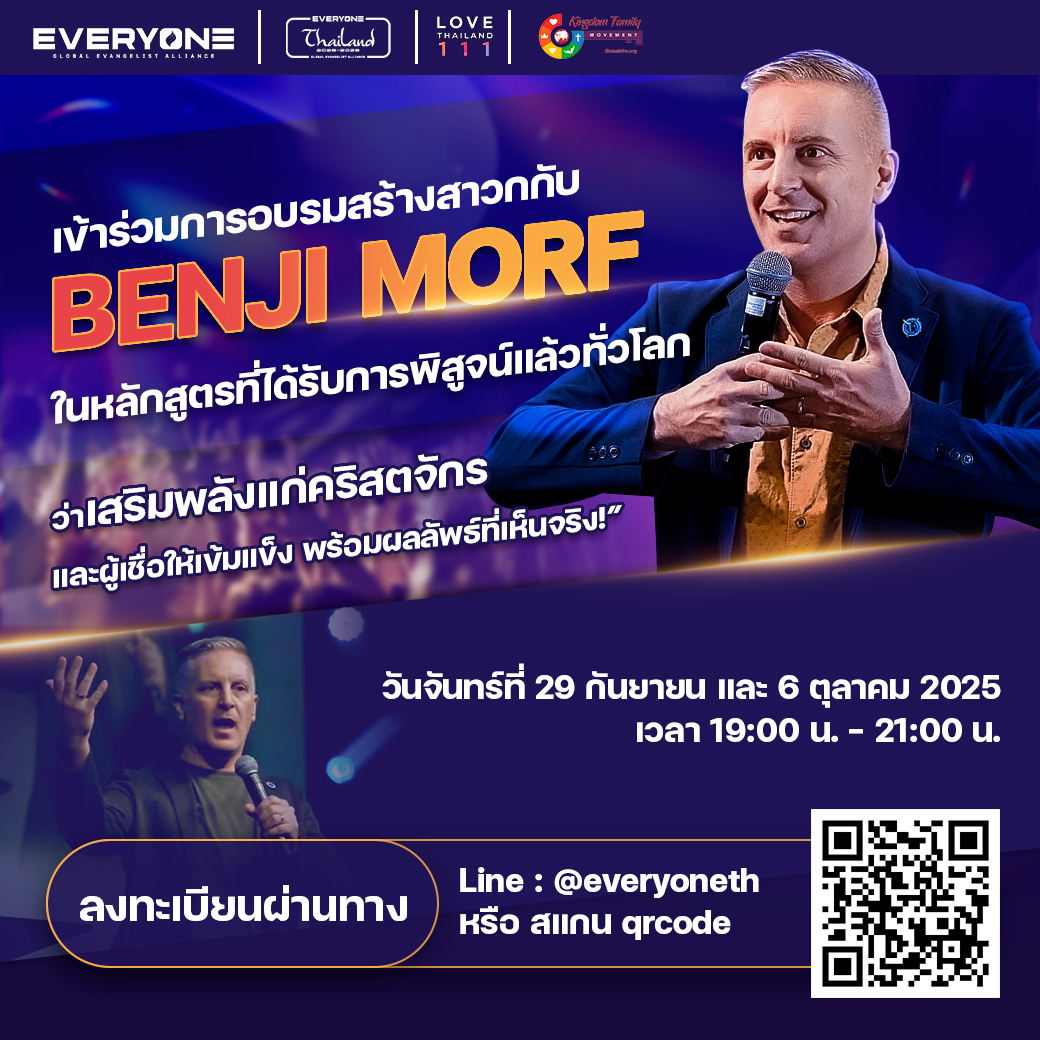 EVERYONE
GLOBAL EVANGELIST ALLIANCE
EVERYONE
Thailand
2025-2026
GLOBAL EVANGELIST ALLIANCE
LOVE
THAILAND
111
Kingdom Family
MOVEMENT
เข้าร่วมการอบรมสร้างสาวกกับ
BENJI MORF
ในหลักสูตรที่ได้รับการพิสูจน์แล้วทั่วโลก
ว่าเสริมพลังแก่คริสตจักร
และผู้เชื่อให้เข้มแข็ง พร้อมผลลัพธ์ที่เห็นจริง!”
วันจันทร์ที่ 29 กันยายน และ 6 ตุลาคม 2025
เวลา 19:00 น. - 21:00 น.
ลงทะเบียนผ่านทาง
Line : @everyoneth
หรือ สแกน qrcode